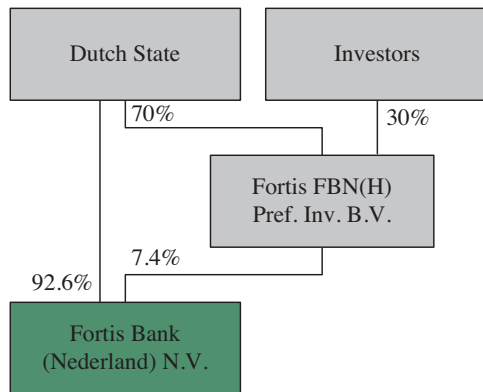 Dutch State
Investors
70%
30%
Fortis FBN(H)
Pref. Inv. B.V.
7.4%
92.6%
Fortis Bank
(Nederland) N.V.